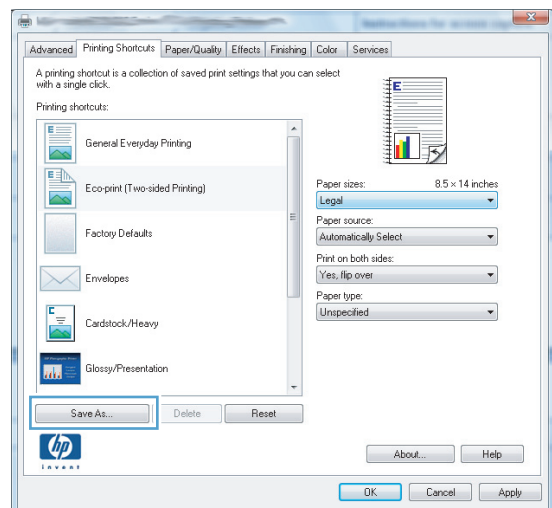 Advanced Printing Shortcuts Paper/Quality Effects Finishing Color Services
A printing shortcut is a collection of saved print settings that you can select
with a single click.
Printing shortcuts:
General Everyday Printing
Eco-print (Two-sided Printing)
Factory Defaults
Envelopes
Cardstock/Heavy
Glossy/Presentation
Save As... Delete Reset
E
Paper sizes: 8.5 × 14 inches
Legal
Paper source:
Automatically Select
Print on both sides:
Yes, flip over
Paper type:
Unspecified
hp
invent
About... Help
OK Cancel Apply